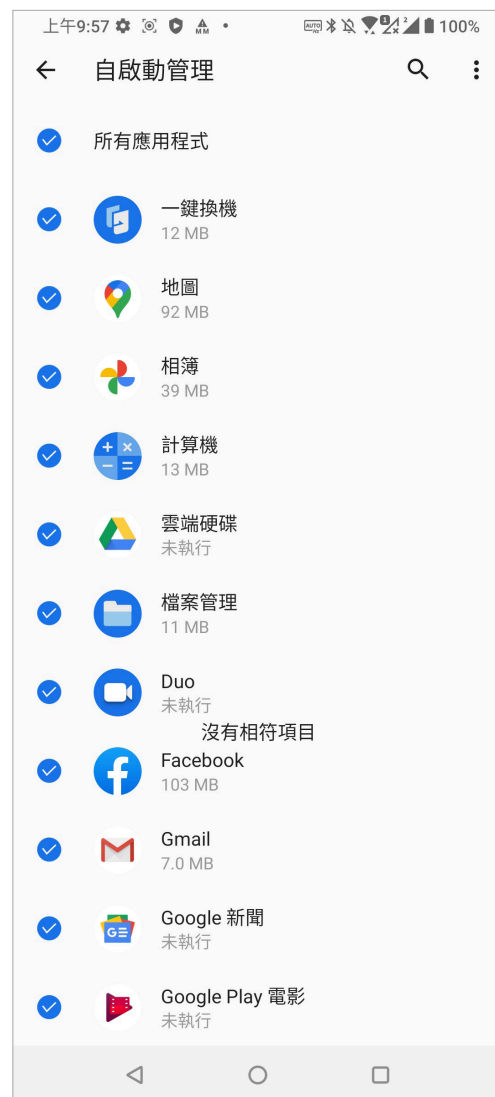 上午9:57 100%
自啟動管理
所有應用程式
一鍵換機
12 MB
地圖
92 MB
相簿
39 MB
計算機
13 MB
雲端硬碟
未執行
檔案管理
11 MB
Duo
未執行
沒有相符項目
Facebook
103 MB
Gmail
7.0 MB
Google 新聞
未執行
Google Play 電影
未執行